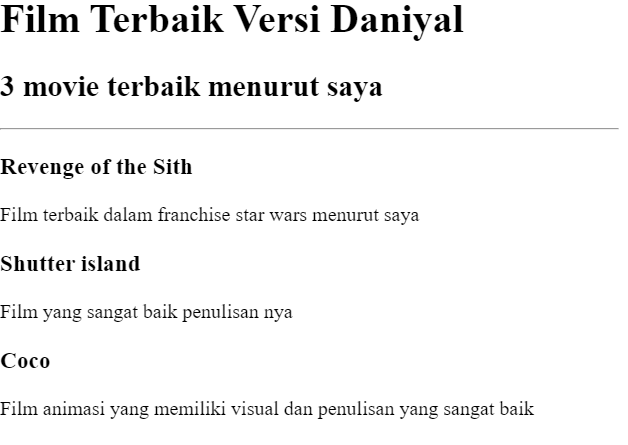 Film Terbaik Versi Daniyal
3 movie terbaik menurut saya
Revenge of the Sith
Film terbaik dalam franchise star wars menurut saya
Shutter island
Film yang sangat baik penulisan nya
Coco
Film animasi yang memiliki visual dan penulisan yang sangat baik